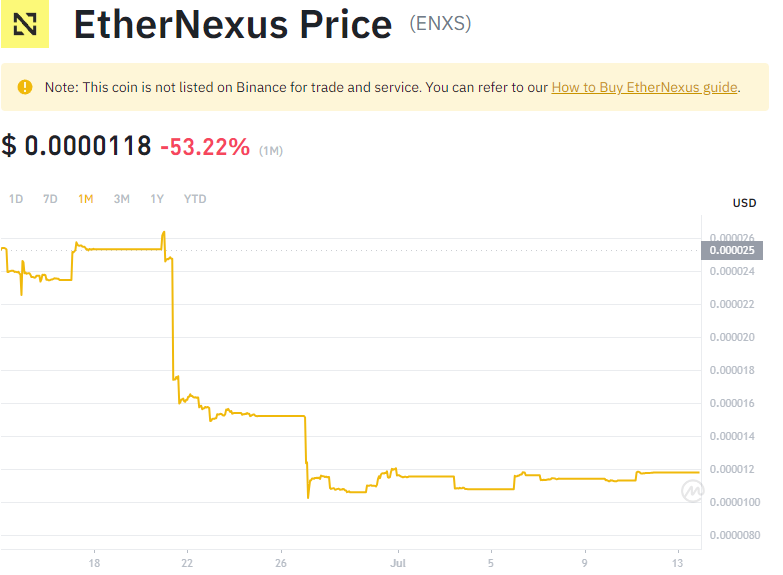 EtherNexus Price (ENXS)
Note: This coin is not listed on Binance for trade and service. You can refer to our How to Buy EtherNexus guide.
$ 0.0000118 -53.22% (1M)
1D 7D 1M 3M 1Y YTD
USD
0.000026
0.000025
0.000024
0.000022
0.000020
0.000018
0.000016
0.000014
0.000012
0.0000100
0.0000080
18 22 26 Jul 5 9 13